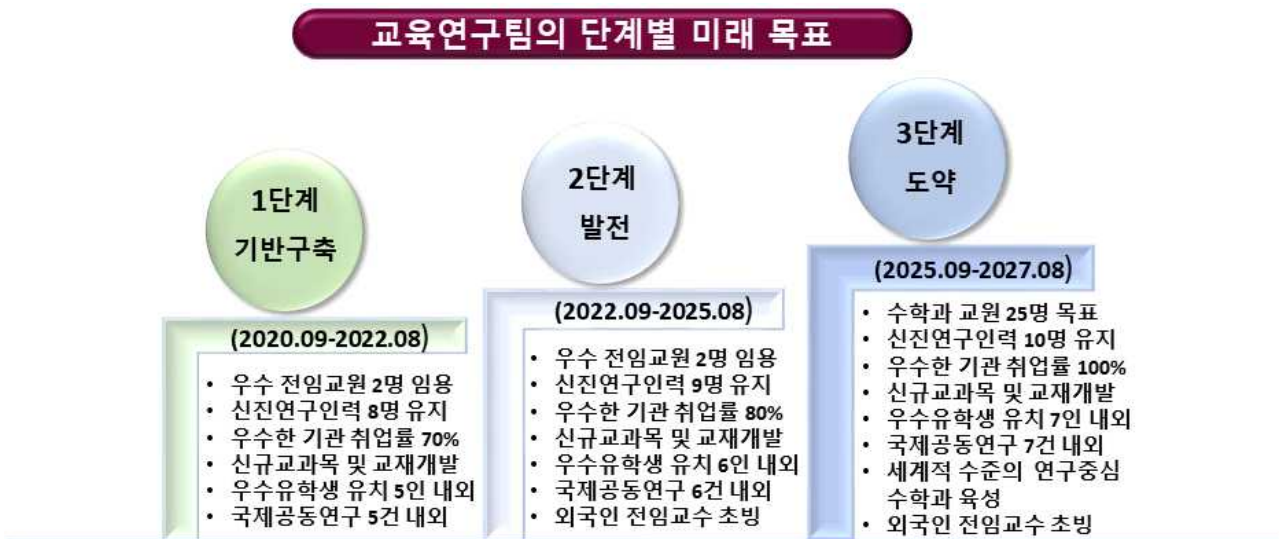 교육연구팀의 단계별 미래 목표
1단계
기반구축
(2020.09-2022.08)
• 우수 전임교원 2명 임용
• 신진연구인력 8명 유지
• 우수한 기관 취업률 70%
• 신규교과목 및 교재개발
• 우수유학생 유치 5인 내외
• 국제공동연구 5건 내외
2단계
발전
(2022.09-2025.08)
• 우수 전임교원 2명 임용
• 신진연구인력 9명 유지
• 우수한 기관 취업률 80%
• 신규교과목 및 교재개발
• 우수유학생 유치 6인 내외
• 국제공동연구 6건 내외
• 외국인 전임교수 초빙
3단계
도약
(2025.09-2027.08)
• 수학과 교원 25명 목표
• 신진연구인력 10명 유지
• 우수한 기관 취업률 100%
• 신규교과목 및 교재개발
• 우수유학생 유치 7인 내외
• 국제공동연구 7건 내외
• 세계적 수준의 연구중심
수학과 육성
• 외국인 전임교수 초빙